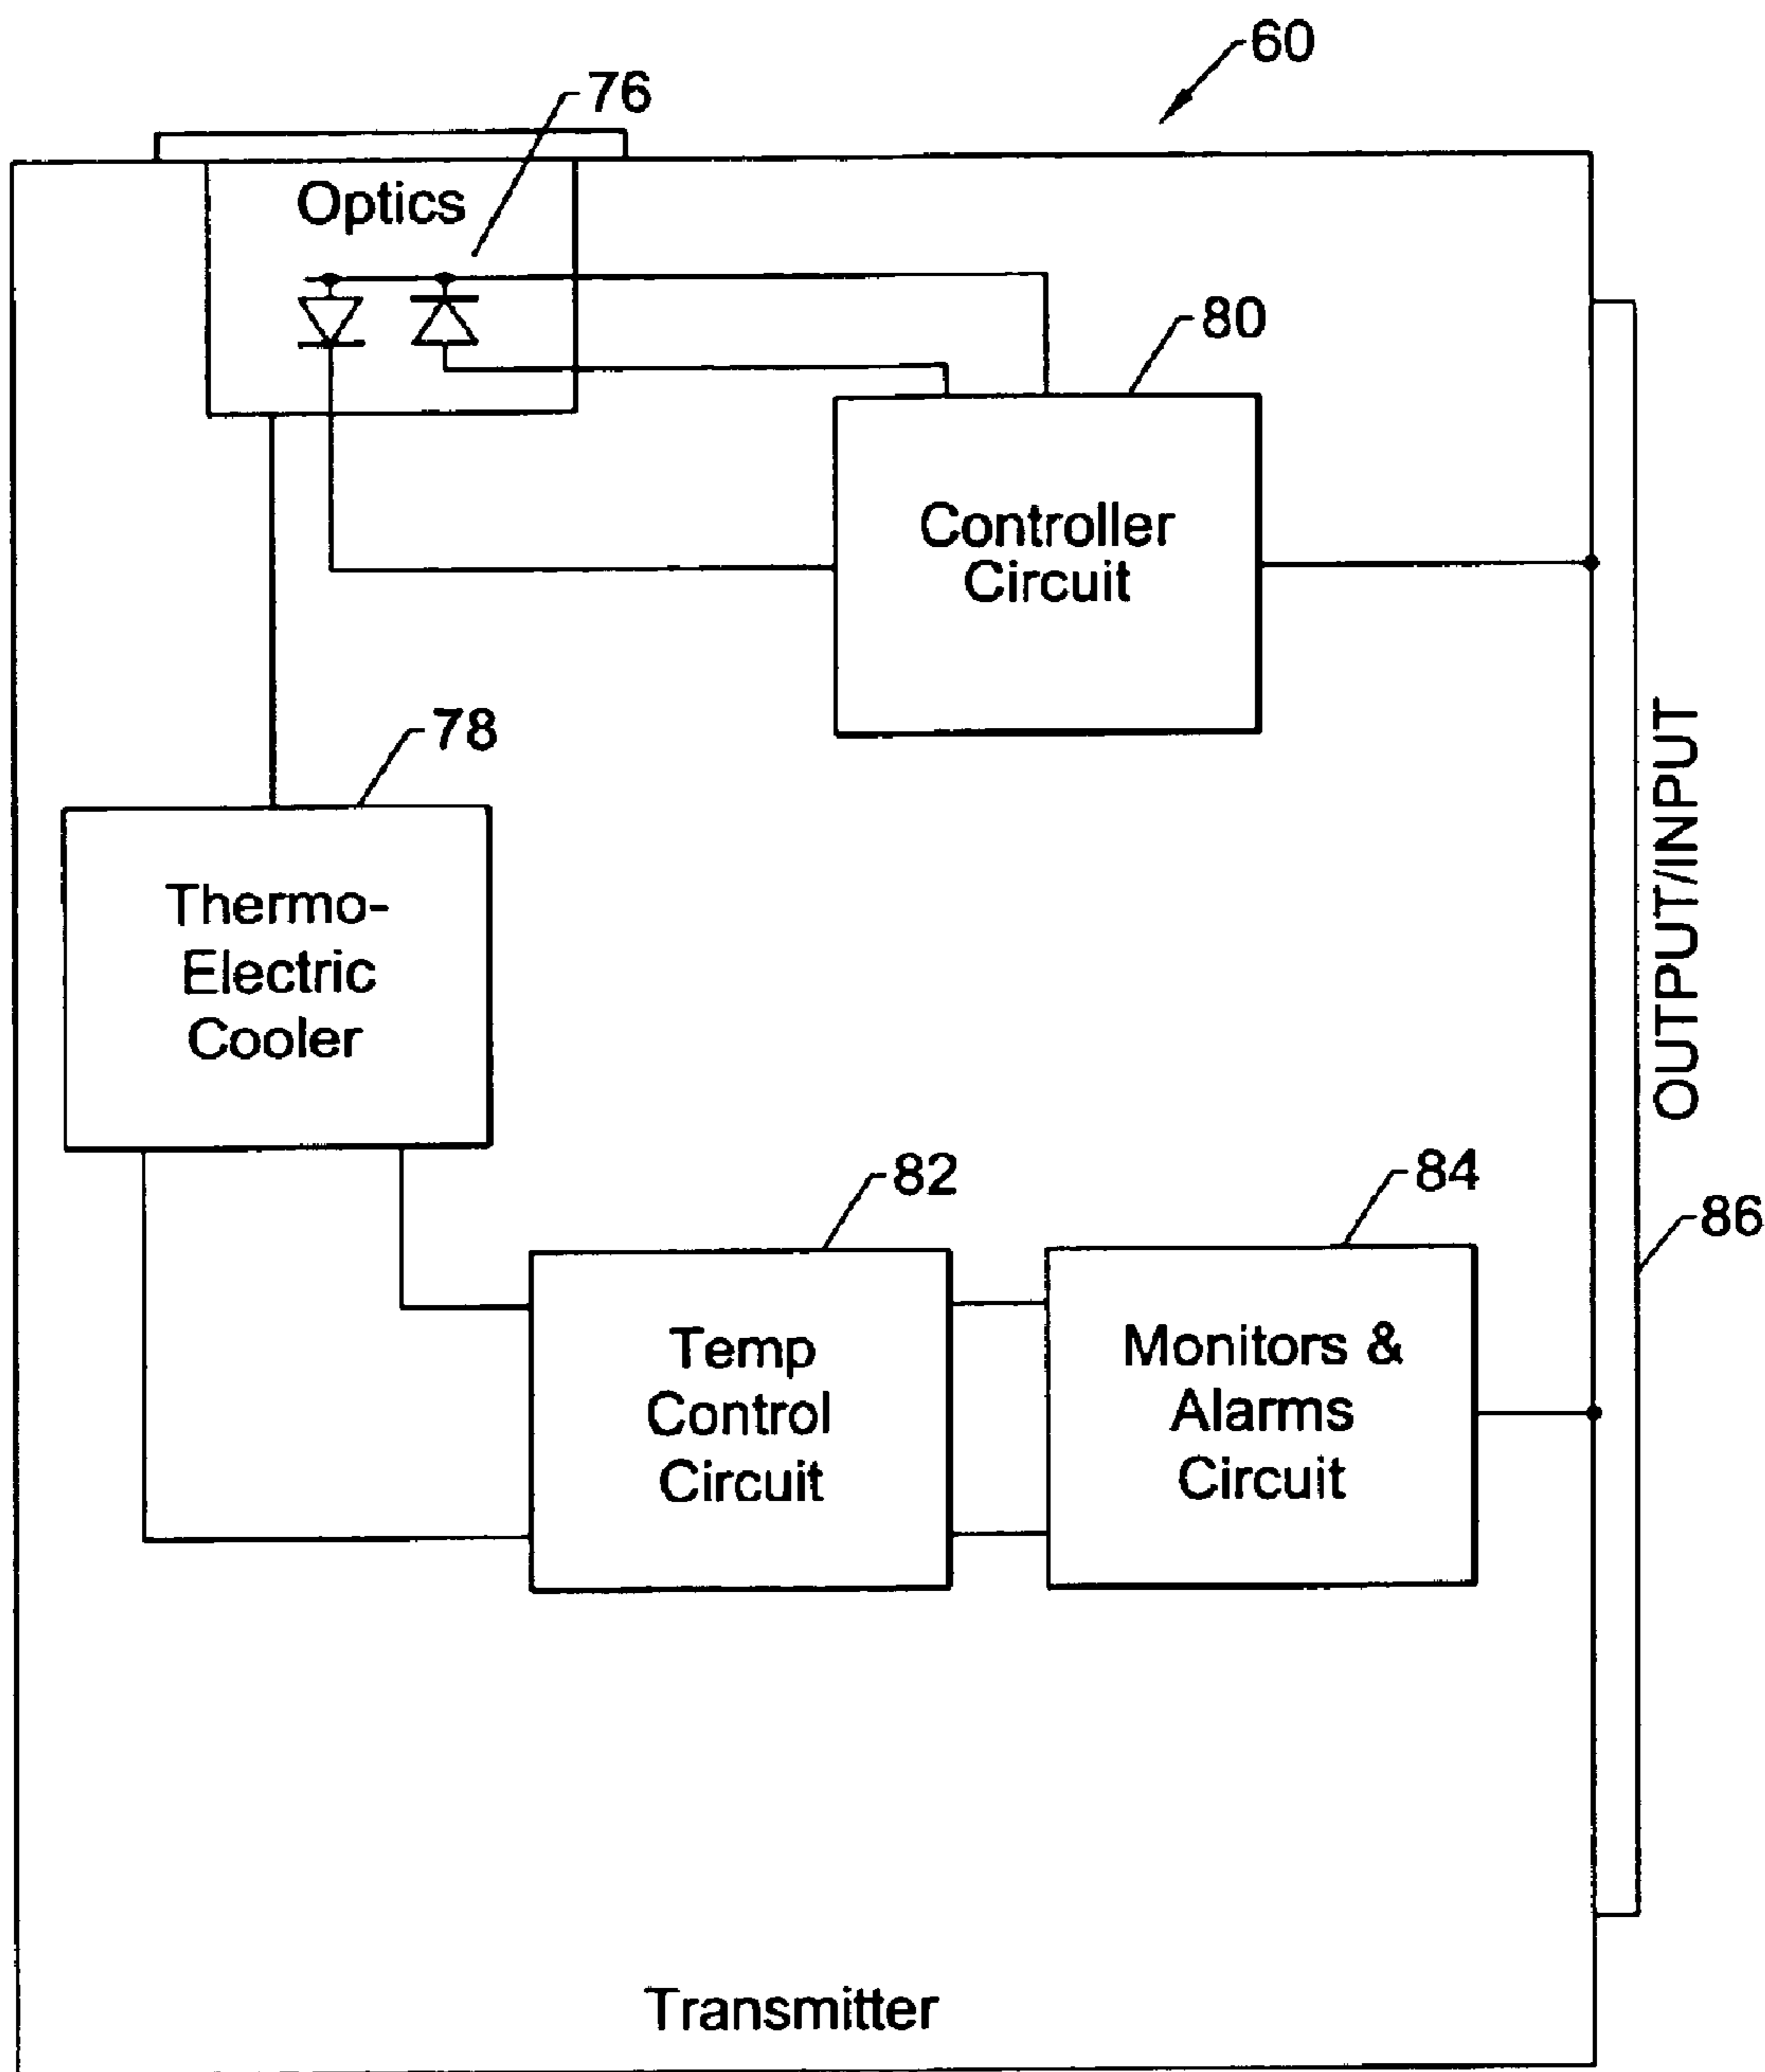 60
76
Optics
80
Controller
Circuit
78
Thermo-
Electric
Cooler
OUTPUT/INPUT
82
84
86
Temp
Control
Circuit
Monitors &
Alarms
Circuit
Transmitter